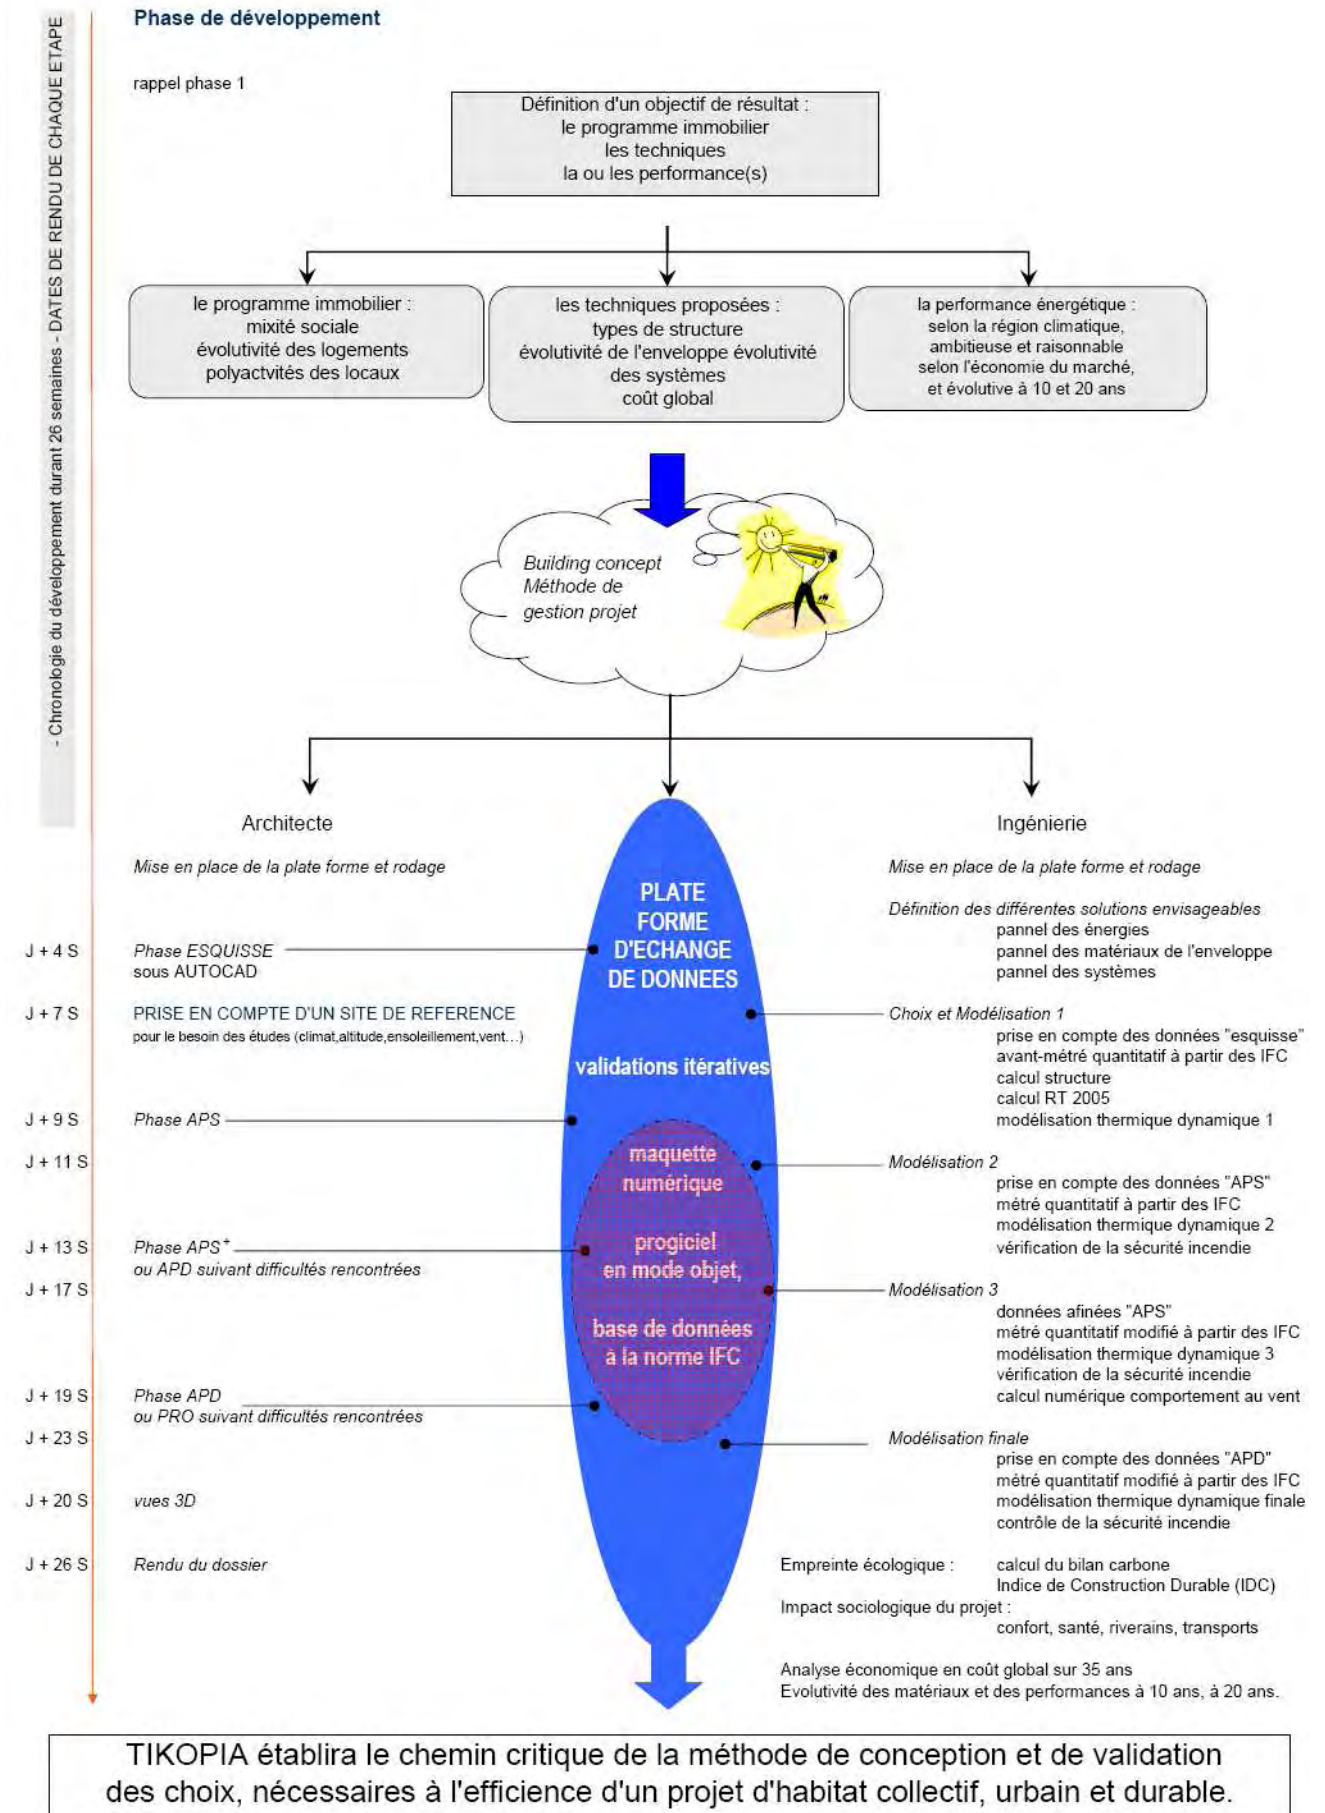 Phase de développement
- Chronologie du développement durant 26 semaines - DATES DE RENDU DE CHAQUE ETAPE
rappel phase 1
Définition d'un objectif de résultat :
le programme immobilier
les techniques
la ou les performance(s)
le programme immobilier :
mixité sociale
évolutivité des logements
polyactvités des locaux
les techniques proposées :
types de structure
évolutivité de l'enveloppe évolutivité
des systèmes
coût global
la performance énergétique :
selon la région climatique,
ambitieuse et raisonnable
selon l'économie du marché,
et évolutive à 10 et 20 ans
Building concept
Méthode de
gestion projet
Architecte
Mise en place de la plate forme et rodage
J + 4 S
Phase ESQUISSE
sous AUTOCAD
J + 7 S
PRISE EN COMPTE D'UN SITE DE REFERENCE
pour le besoin des études (climat,altitude,ensoleillement,vent...)
J + 9 S
Phase APS
J + 11 S
J + 13 S
Phase APS+
ou APD suivant difficultés rencontrées
J + 17 S
J + 19 S
Phase APD
ou PRO suivant difficultés rencontrées
J + 23 S
J + 20 S
vues 3D
J + 26 S
Rendu du dossier
PLATE
FORME
D'ECHANGE
DE DONNEES
validations itératives
maquette
numérique
progiciel
en mode objet,
base de données
à la norme IFC
Ingénierie
Mise en place de la plate forme et rodage
Définition des différentes solutions envisageables
pannel des énergies
pannel des matériaux de l'enveloppe
pannel des systèmes
Choix et Modélisation 1
prise en compte des données "esquisse"
avant-métré quantitatif à partir des IFC
calcul structure
calcul RT 2005
modélisation thermique dynamique 1
Modélisation 2
prise en compte des données "APS"
métré quantitatif à partir des IFC
modélisation thermique dynamique 2
vérification de la sécurité incendie
Modélisation 3
données afinées "APS"
métré quantitatif modifié à partir des IFC
modélisation thermique dynamique 3
vérification de la sécurité incendie
calcul numérique comportement au vent
Modélisation finale
prise en compte des données "APD"
métré quantitatif modifié à partir des IFC
modélisation thermique dynamique finale
contrôle de la sécurité incendie
Empreinte écologique : calcul du bilan carbone
Indice de Construction Durable (IDC)
Impact sociologique du projet :
confort, santé, riverains, transports
Analyse économique en coût global sur 35 ans
Evolutivité des matériaux et des performances à 10 ans, à 20 ans.
TIKOPIA établira le chemin critique de la méthode de conception et de validation
des choix, nécessaires à l'efficience d'un projet d'habitat collectif, urbain et durable.